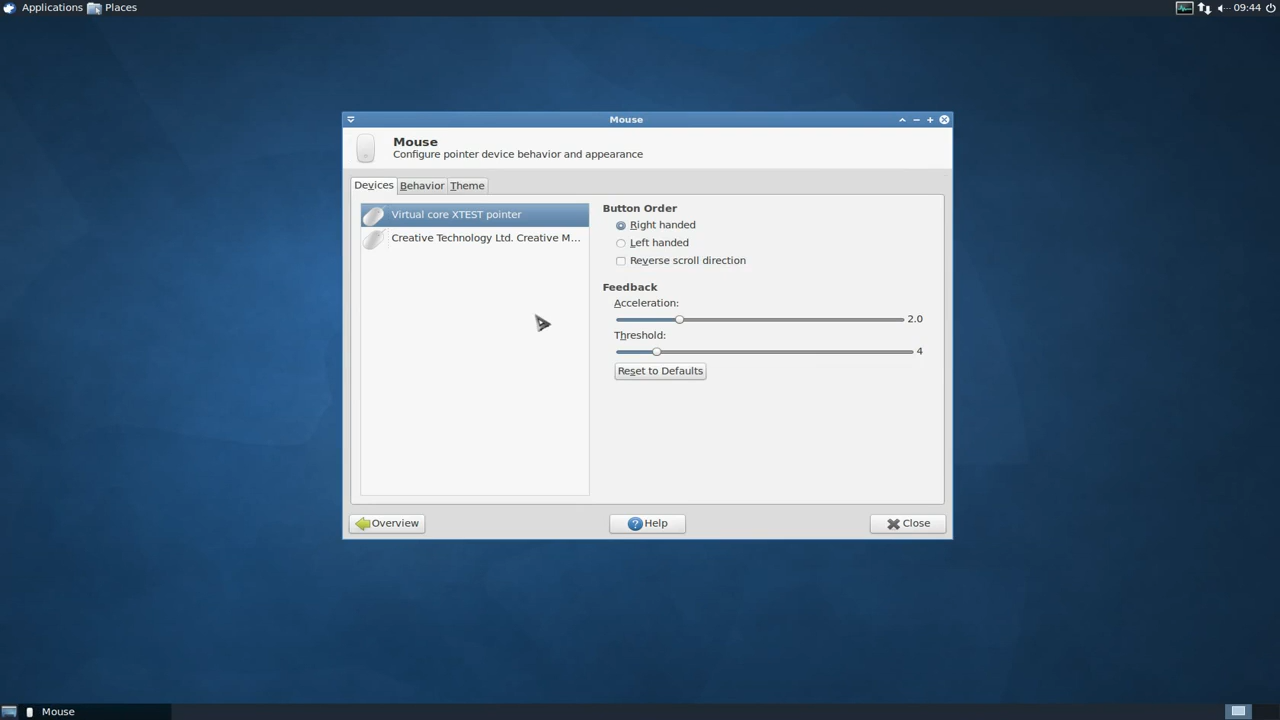 Applications Places 09:44
Mouse
Mouse
Configure pointer device behavior and appearance
Devices Behavior Theme
Virtual core XTEST pointer
Creative Technology Ltd. Creative M...
Button Order
Right handed
Left handed
Reverse scroll direction
Feedback
Acceleration:
2.0
Threshold:
4
Reset to Defaults
Overview Help Close
Mouse